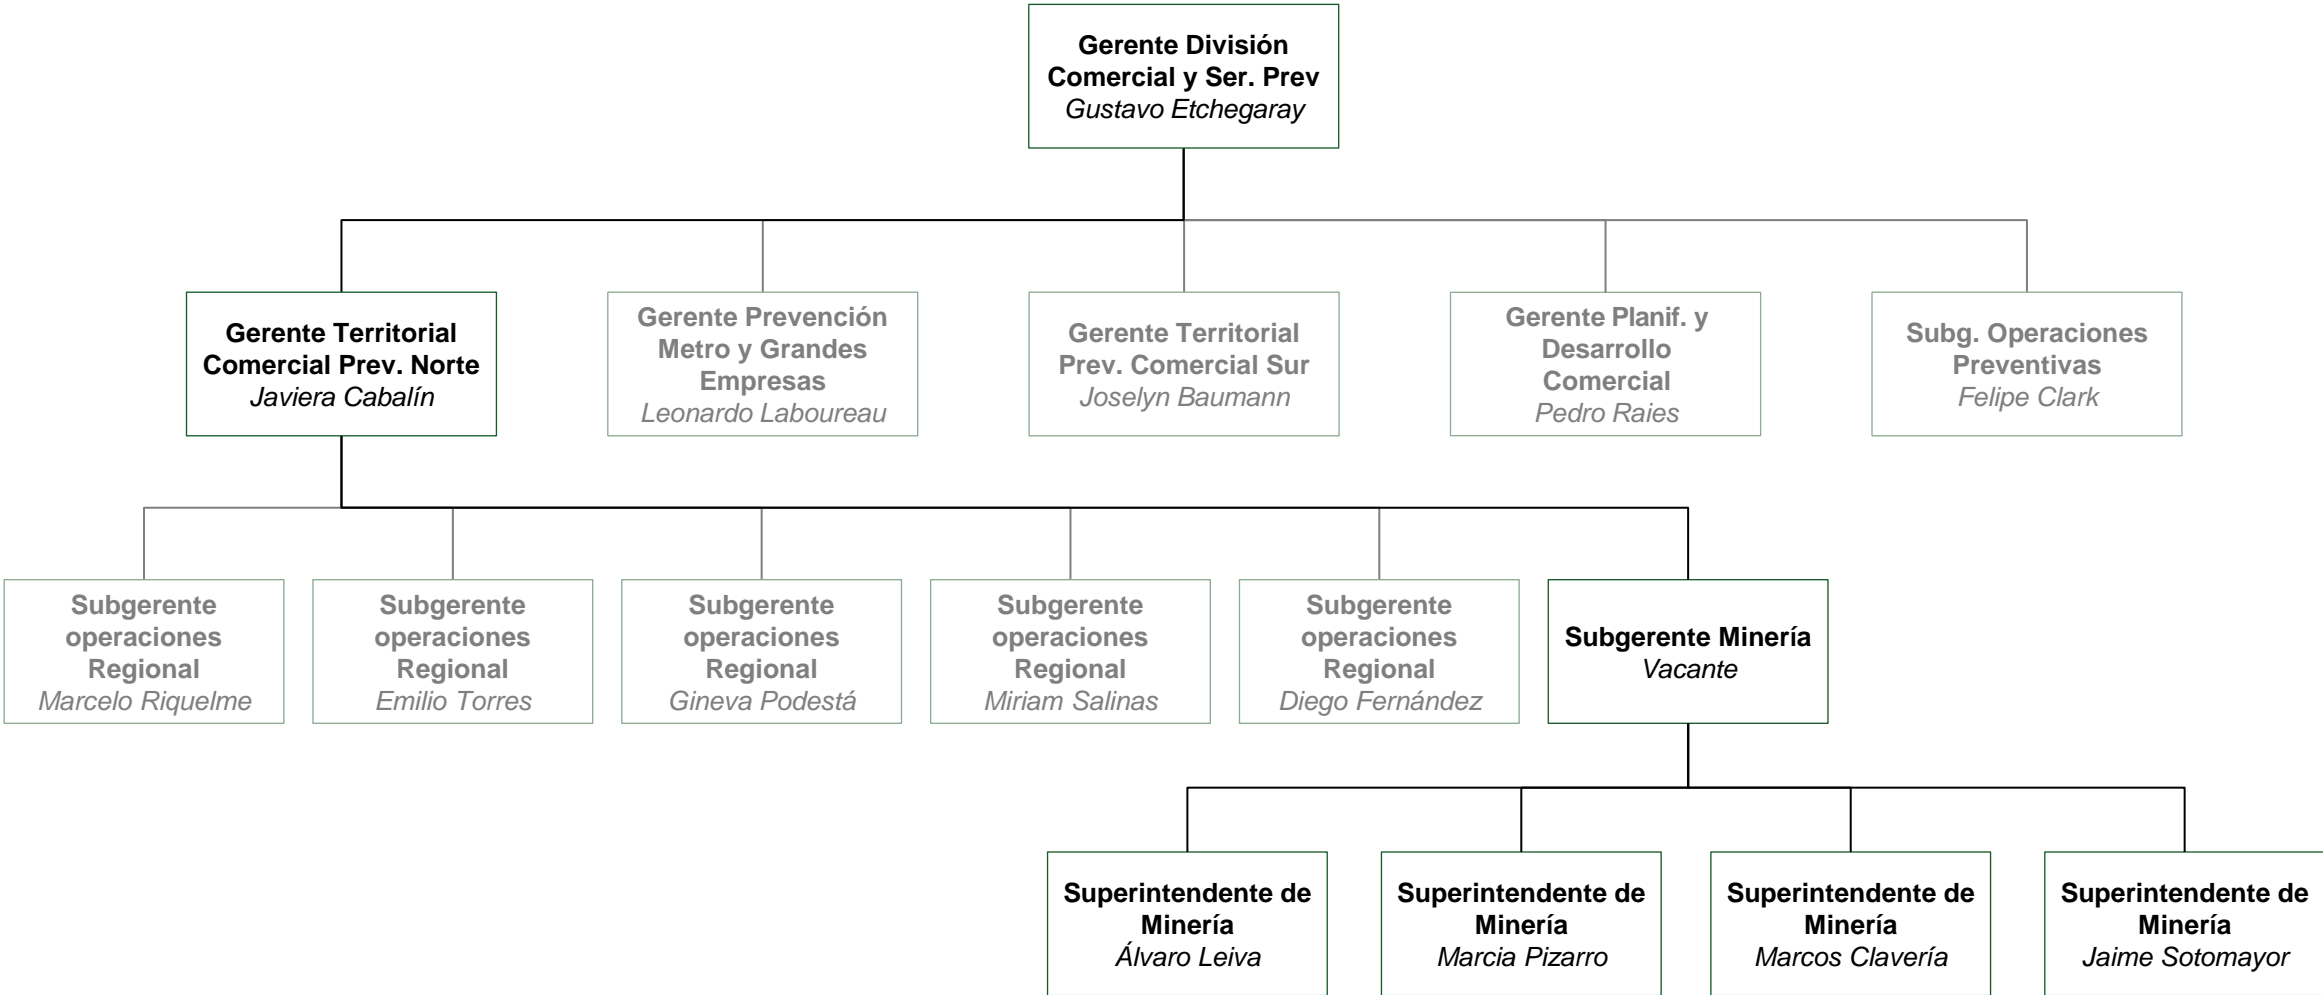 Gerente División
Comercial y Ser. Prev
Gustavo Etchegaray
Gerente Territorial
Comercial Prev. Norte
Javiera Cabalín
Gerente Prevención
Metro y Grandes
Empresas
Leonardo Laboureau
Gerente Territorial
Prev. Comercial Sur
Joselyn Baumann
Gerente Planif. y
Desarrollo
Comercial
Pedro Raies
Subg. Operaciones
Preventivas
Felipe Clark
Subgerente
operaciones
Regional
Marcelo Riquelme
Subgerente
operaciones
Regional
Emilio Torres
Subgerente
operaciones
Regional
Gineva Podestá
Subgerente
operaciones
Regional
Miriam Salinas
Subgerente
operaciones
Regional
Diego Fernández
Subgerente Minería
Vacante
Superintendente de
Minería
Álvaro Leiva
Superintendente de
Minería
Marcia Pizarro
Superintendente de
Minería
Marcos Clavería
Superintendente de
Minería
Jaime Sotomayor